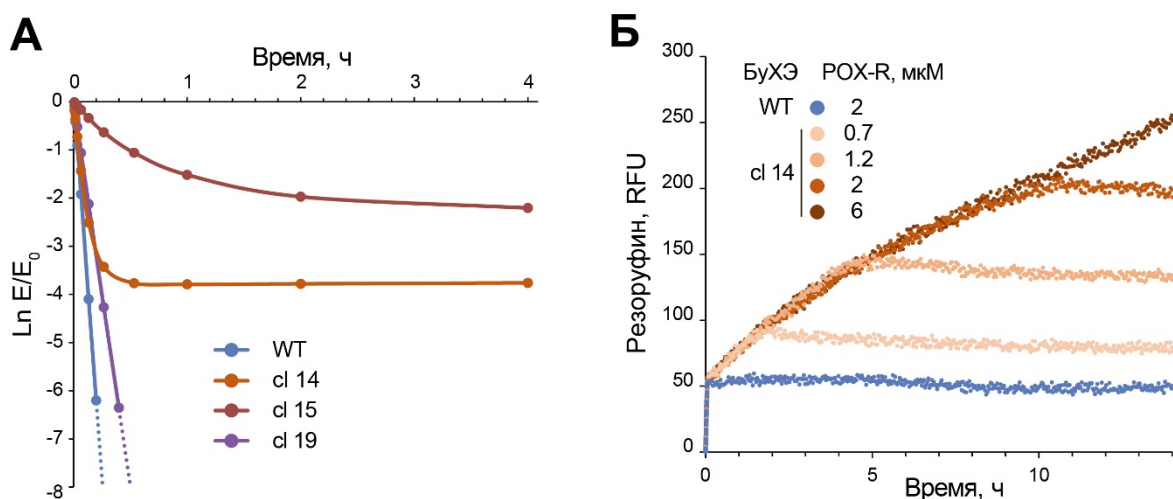 А
Время, ч
0 1 2 3 4
0
-1
-2
-3
-4
-5
-6
-7
-8
Ln E/E0
WT
cl 14
cl 15
cl 19
Б
300
250
200
150
100
50
0
Резоруфин, RFU
БуХЭ POX-R, мкМ
WT 2
0.7
1.2
cl 14
2
6
0 5 10
Время, ч